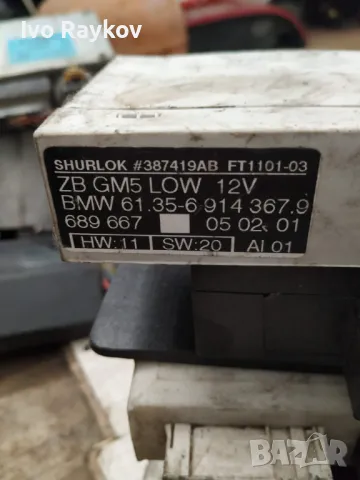 Ivo Raykov
SHURLOK #387419AB FT1101-03
ZB GM5 LOW 12V
BMW 61.35-6 914 367.9
689 667 05 02 01
HW:11 SW:20 AI 01
BAZAR
bg